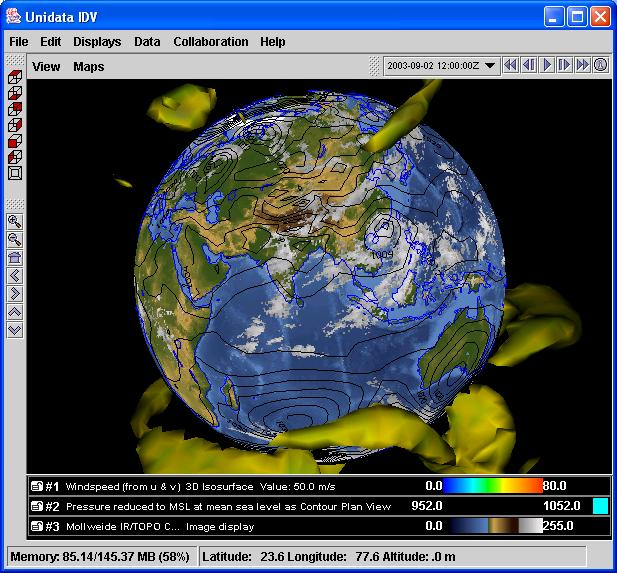 Unidata IDV
File Edit Displays Data Collaboration Help
View Maps 2003-09-02 12:00:00Z
1005
#1 Windspeed (from u & v) 3D Isosurface Value: 50.0 m/s 0.0 80.0
#2 Pressure reduced to MSL at mean sea level as Contour Plan View 952.0 1052.0
#3 Mollweide IR/TOPO C... Image display 0.0 255.0
Memory: 85.14/145.37 MB (58%) Latitude: 23.6 Longitude: 77.6 Altitude: .0 m